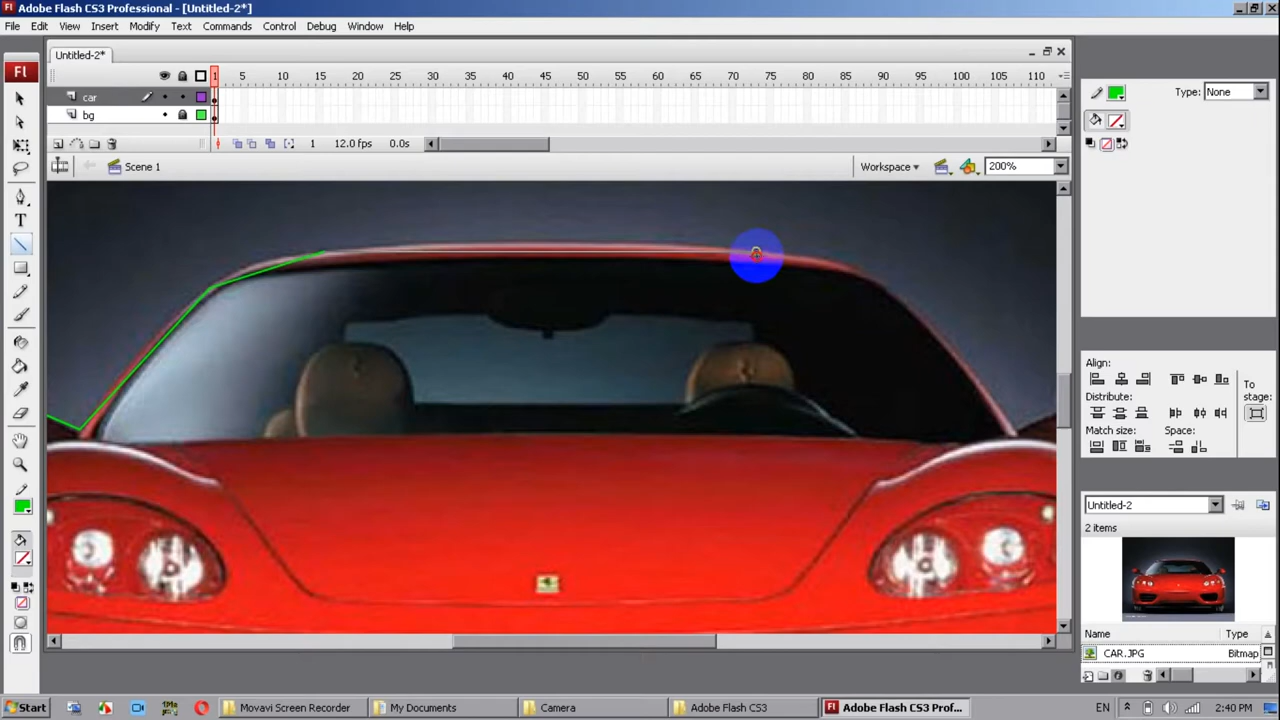 Adobe Flash CS3 Professional - [Untitled-2*]
File Edit View Insert Modify Text Commands Control Debug Window Help
Untitled-2*
1 5 10 15 20 25 30 35 40 45 50 55 60 65 70 75 80 85 90 95 100 105 110
car
bg
1 12.0 fps 0.0s
Scene 1
Workspace
200%
Fl
T
Type: None
Align:
Distribute:
Match size:
Space:
To stage:
Untitled-2
2 items
Name Type
CAR.JPG Bitmap
Start
Movavi Screen Recorder
My Documents
Camera
Adobe Flash CS3
Adobe Flash CS3 Prof...
EN
2:40 PM